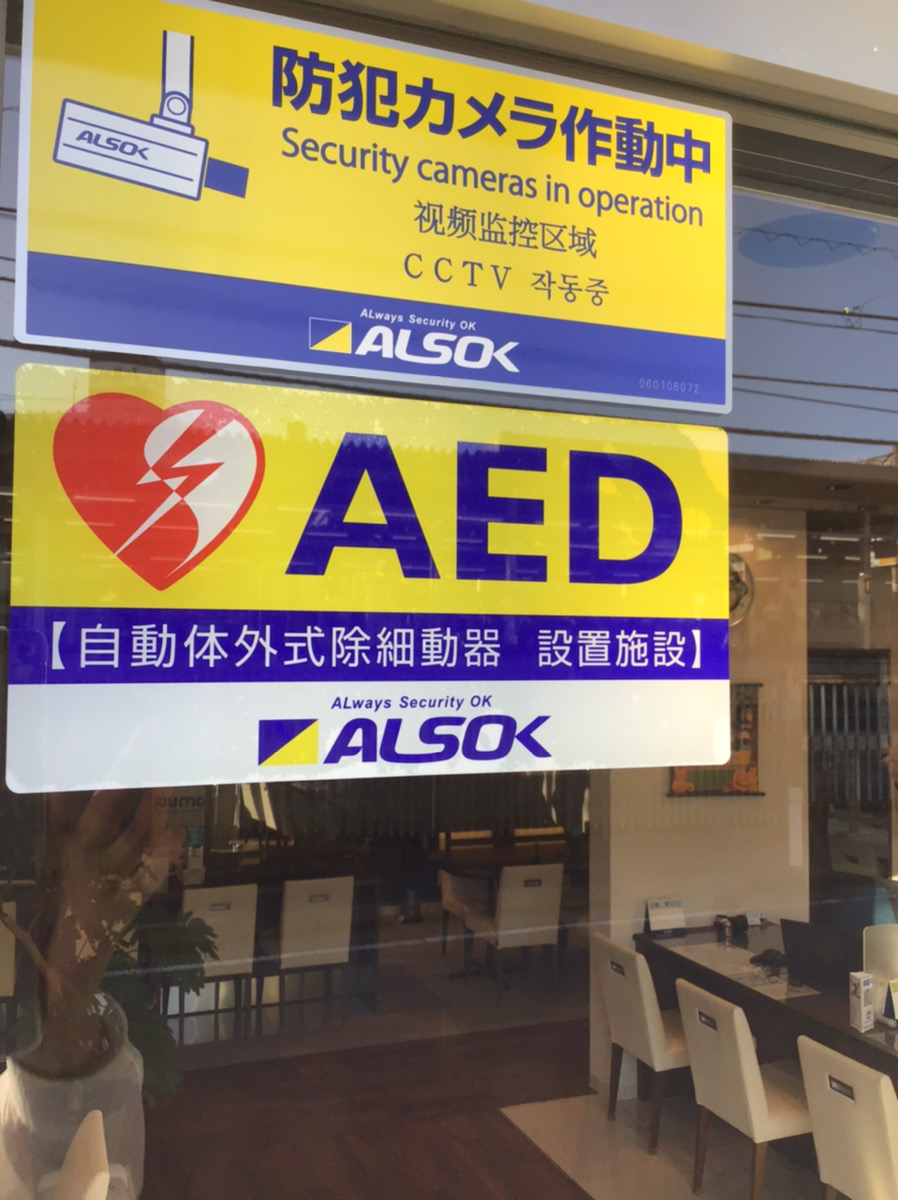 ALSOK
防犯カメラ作動中
Security cameras in operation
视频监控区域
CCTV 작동중
ALways Security OK
ALSOK
060106072
AED
【自動体外式除細動器 設置施設】
ALways Security OK
ALSOK